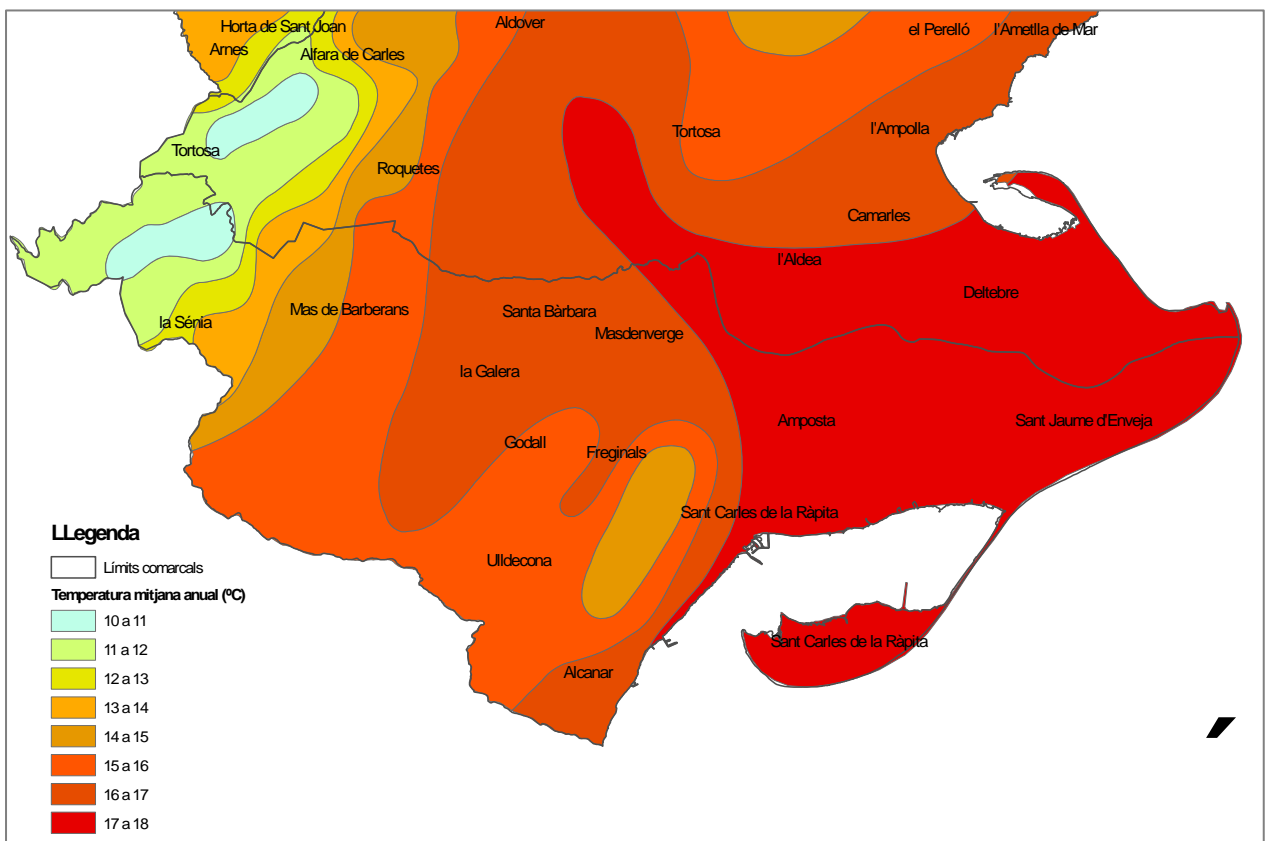 Horta de Sant Joan
Aldover
el Perelló
l'Ametlla de Mar
Arnes
Alfara de Carles
Tortosa
l'Ampolla
Tortosa
Roquetes
Camarles
l'Aldea
Deltebre
Mas de Barberans
Santa Bàrbara
la Sénia
Masdenverge
la Galera
Amposta
Sant Jaume d'Enveja
Godall
Freginals
Sant Carles de la Ràpita
Ulldecona
Sant Carles de la Ràpita
Alcanar
LLegenda
Límits comarcals
Temperatura mitjana anual (ºC)
10 a 11
11 a 12
12 a 13
13 a 14
14 a 15
15 a 16
16 a 17
17 a 18